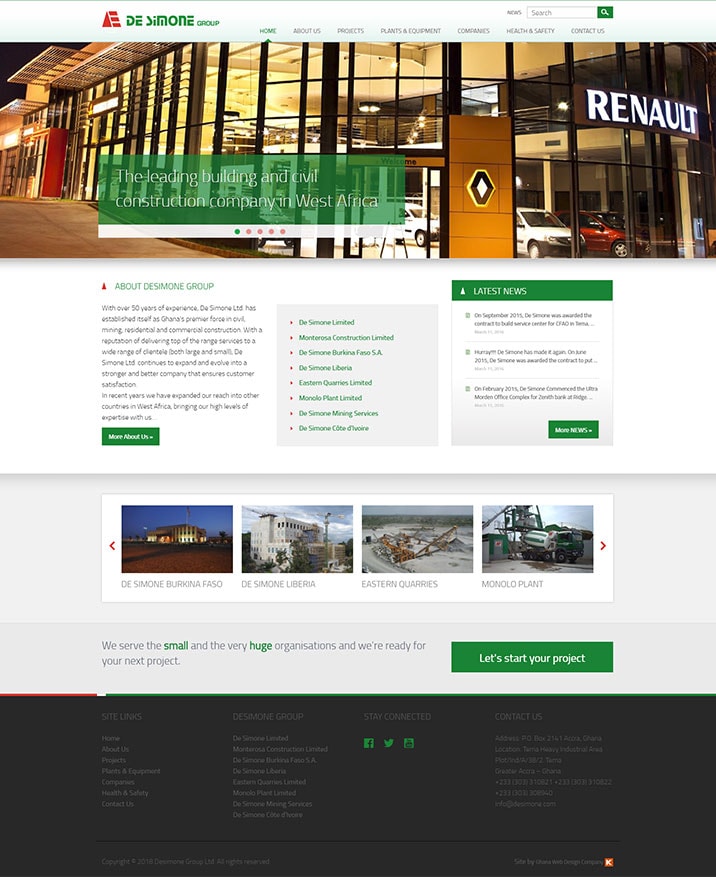 DE SIMONE GROUP
NEWS
Search
HOME
ABOUT US
PROJECTS
PLANTS & EQUIPMENT
COMPANIES
HEALTH & SAFETY
CONTACT US
RENAULT
Welcome
The leading building and civil
construction company in West Africa
ABOUT DESIMONE GROUP
With over 50 years of experience, De Simone Ltd. has
established itself as Ghana's premier force in civil,
mining, residential and commercial construction. With a
reputation of delivering top of the range services to a
wide range of clientele (both large and small), De
Simone Ltd. continues to expand and evolve into a
stronger and better company that ensures customer
satisfaction.
In recent years we have expanded our reach into other
countries in West Africa, bringing our high levels of
expertise with us...
More About Us »
De Simone Limited
Monterosa Construction Limited
De Simone Burkina Faso S.A.
De Simone Liberia
Eastern Quarries Limited
Monolo Plant Limited
De Simone Mining Services
De Simone Côte d'Ivoire
LATEST NEWS
On September 2015, De Simone was awarded the
contract to build service center for CFAO in Tema, ...
March 11, 2016
Hurray!!!! De Simone has made it again. On June
2015, De Simone was awarded the contract to put ...
March 11, 2016
On February 2015, De Simone Commenced the Ultra
Morden Office Complex for Zenith bank at Ridge. ...
March 11, 2016
More NEWS »
DE SIMONE BURKINA FASO
DE SIMONE LIBERIA
EASTERN QUARRIES
MONOLO PLANT
We serve the small and the very huge organisations and we're ready for
your next project.
Let's start your project
SITE LINKS
Home
About Us
Projects
Plants & Equipment
Companies
Health & Safety
Contact Us
DESIMONE GROUP
De Simone Limited
Monterosa Construction Limited
De Simone Burkina Faso S.A.
De Simone Liberia
Eastern Quarries Limited
Monolo Plant Limited
De Simone Mining Services
De Simone Côte d'Ivoire
STAY CONNECTED
CONTACT US
Address: P.O. Box 2141 Accra, Ghana.
Location: Tema Heavy Industrial Area
Plot/Ind/A/38/2. Tema
Greater Accra – Ghana
+233 (303) 310821 +233 (303) 310822
+233 (303) 308940
info@desimone.com
Copyright © 2018 Desimone Group Ltd. All rights reserved
Site by Ghana Web Design Company